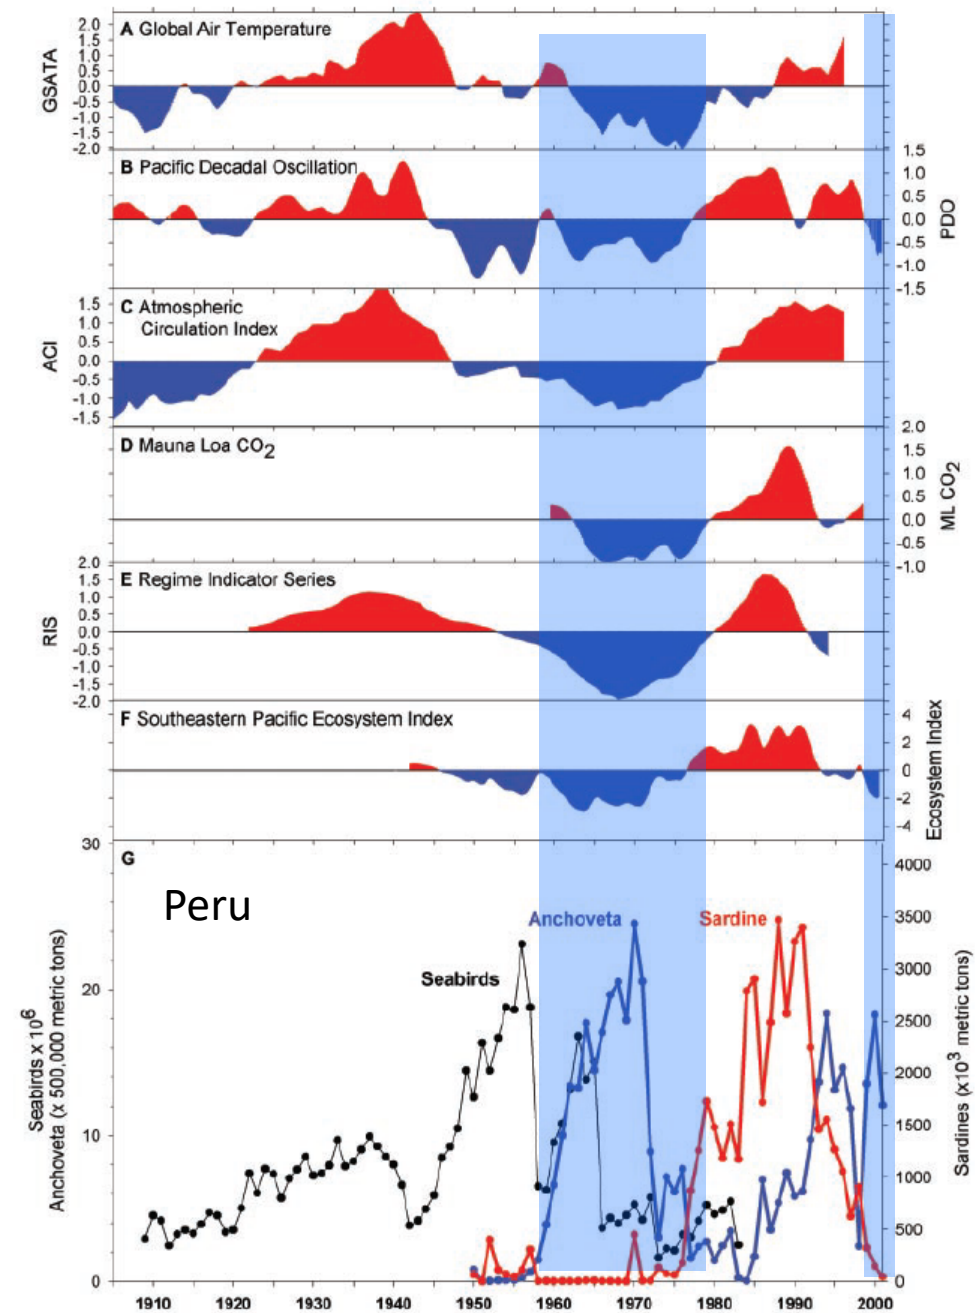 A Global Air Temperature
GSATA
2.0
1.5
1.0
0.5
0.0
-0.5
-1.0
-1.5
-2.0
B Pacific Decadal Oscillation
1.5
1.0
0.5
0.0
-0.5
-1.0
-1.5
PDO
C Atmospheric
Circulation Index
ACI
1.5
1.0
0.5
0.0
-0.5
-1.0
-1.5
D Mauna Loa CO2
2.0
1.5
1.0
0.5
0.0
-0.5
-1.0
ML CO2
E Regime Indicator Series
RIS
2.0
1.5
1.0
0.5
0.0
-0.5
-1.0
-1.5
-2.0
F Southeastern Pacific Ecosystem Index
4
2
0
-2
-4
Ecosystem Index
G
Peru
Anchoveta
Sardine
Seabirds
Seabirds x 10^6
Anchoveta (x 500,000 metric tons)
30
20
10
0
4000
3500
3000
2500
2000
1500
1000
500
0
Sardines (x10^3 metric tons)
1910 1920 1930 1940 1950 1960 1970 1980 1990 2000